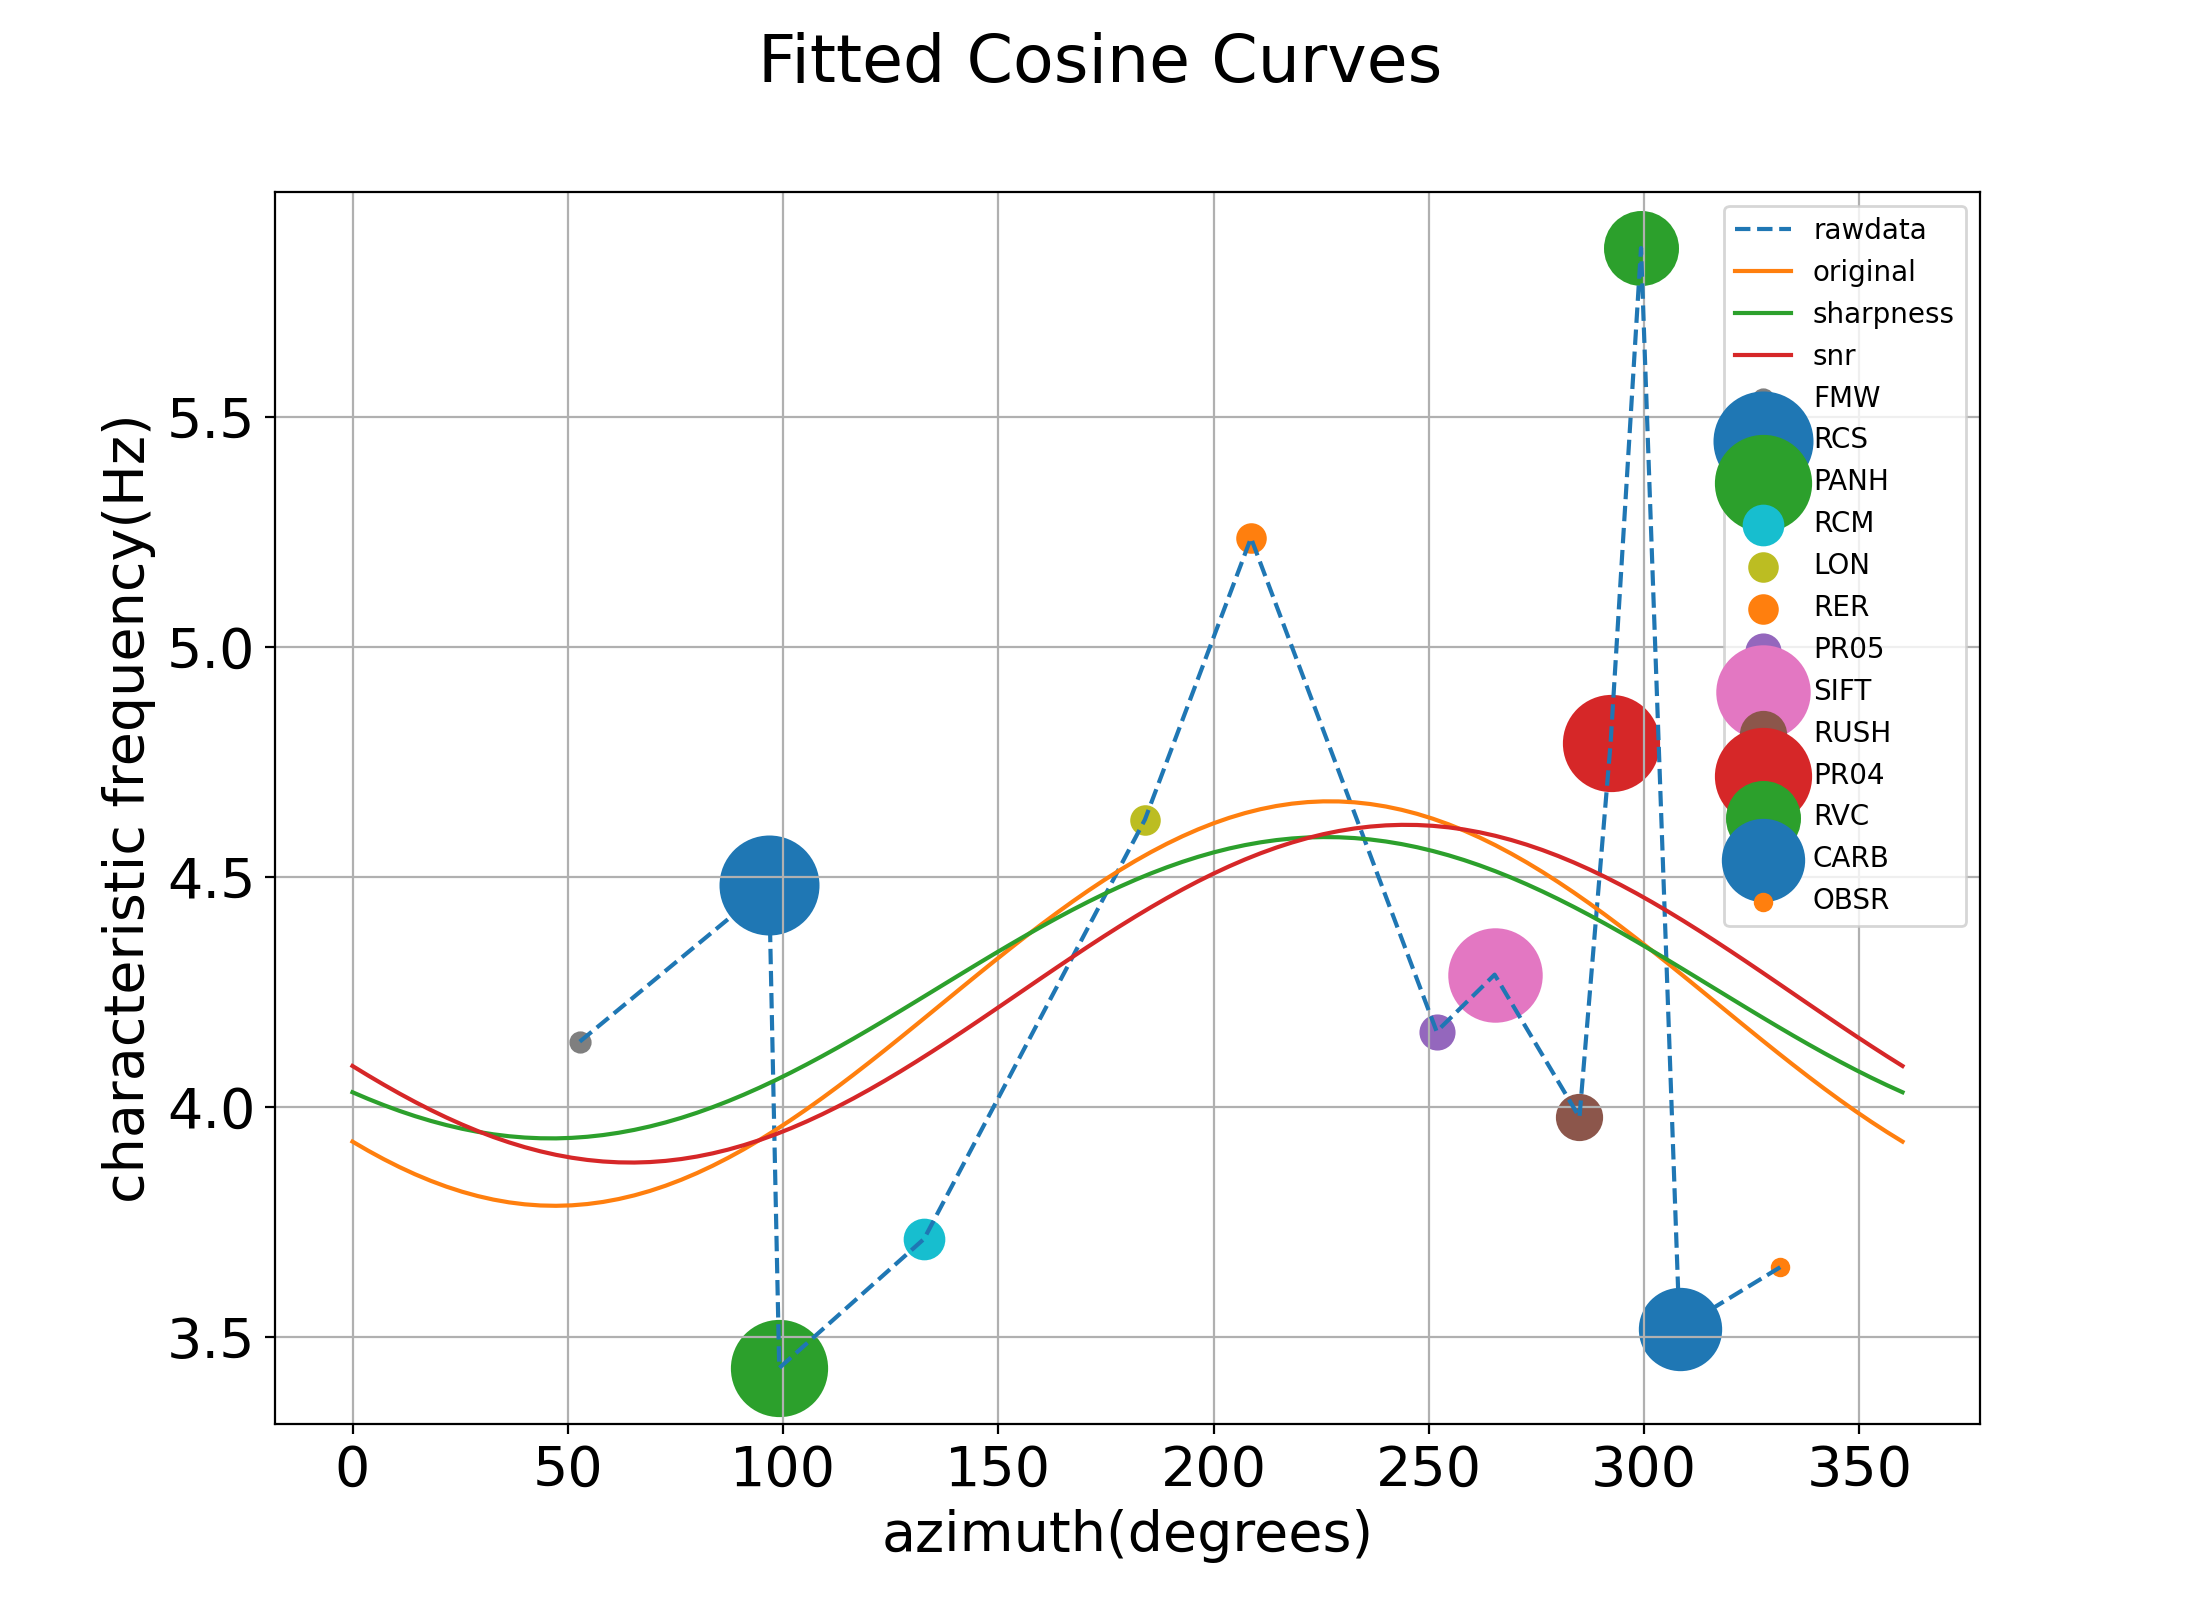 Fitted Cosine Curves
characteristic frequency(Hz)
5.5
5.0
4.5
4.0
3.5
rawdata
original
sharpness
snr
FMW
RCS
PANH
RCM
LON
RER
PR05
SIFT
RUSH
PR04
RVC
CARB
OBSR
0 50 100 150 200 250 300 350
azimuth(degrees)